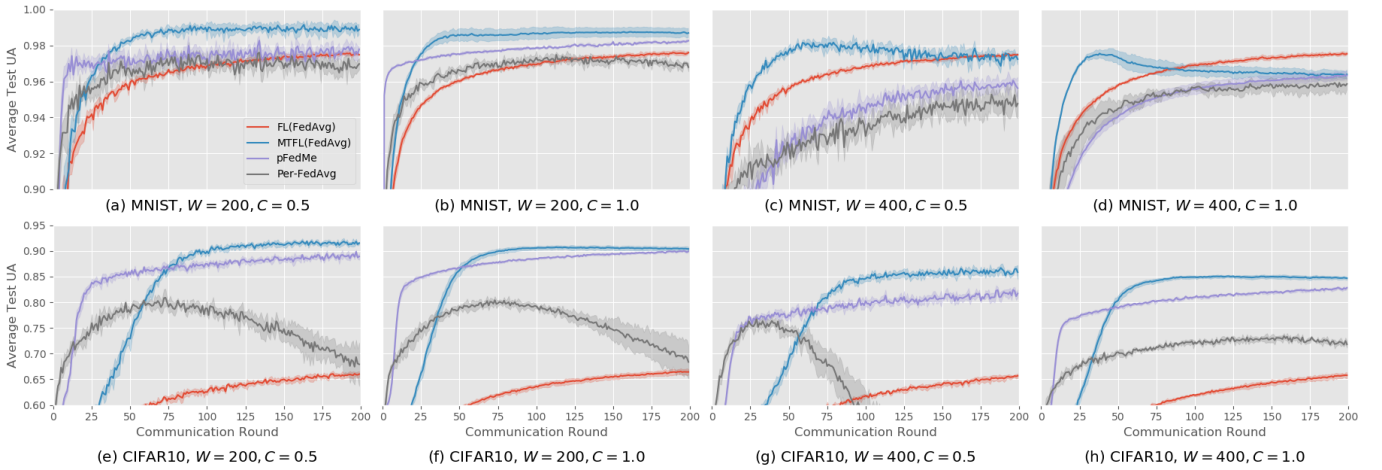 Average Test UA
1.00
0.98
0.96
0.94
0.92
0.90
FL(FedAvg)
MTFL(FedAvg)
pFedMe
Per-FedAvg
(a) MNIST, W = 200, C = 0.5
(b) MNIST, W = 200, C = 1.0
(c) MNIST, W = 400, C = 0.5
(d) MNIST, W = 400, C = 1.0
Average Test UA
0.95
0.90
0.85
0.80
0.75
0.70
0.65
0.60
0 25 50 75 100 125 150 175 200
0 25 50 75 100 125 150 175 200
0 25 50 75 100 125 150 175 200
0 25 50 75 100 125 150 175 200
Communication Round
Communication Round
Communication Round
Communication Round
(e) CIFAR10, W = 200, C = 0.5
(f) CIFAR10, W = 200, C = 1.0
(g) CIFAR10, W = 400, C = 0.5
(h) CIFAR10, W = 400, C = 1.0